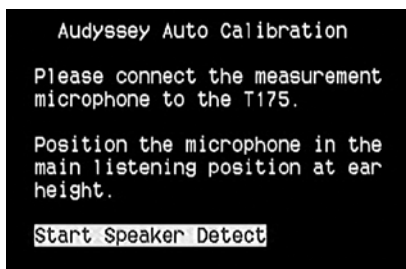 Audyssey Auto Calibration
Please connect the measurement
microphone to the T175.
Position the microphone in the
main listening position at ear
height.
Start Speaker Detect